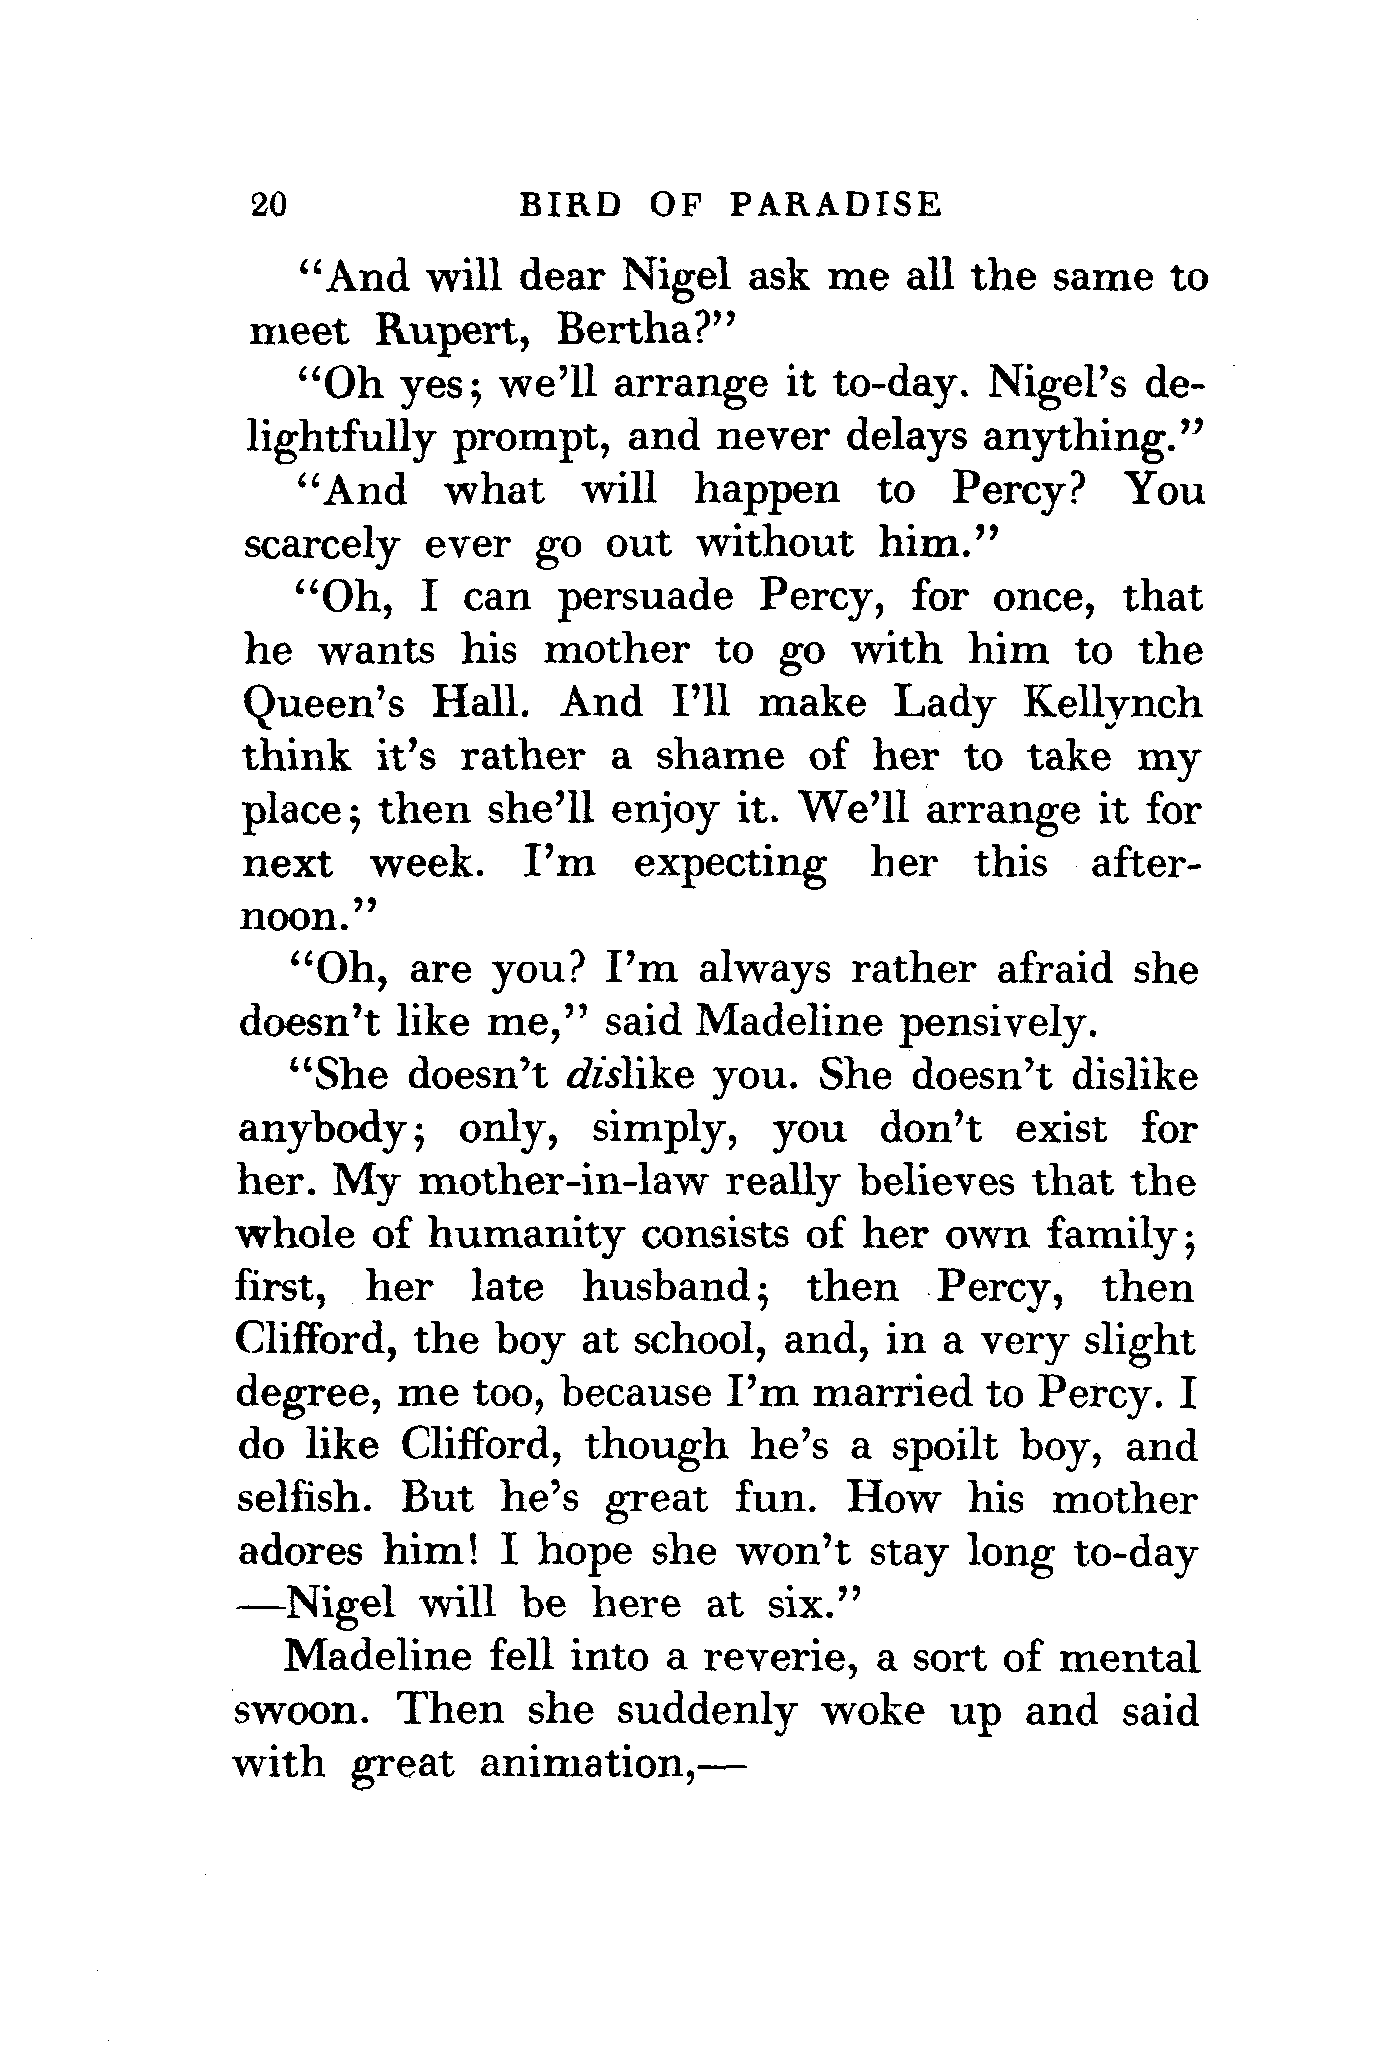 20 BIRD OF PARADISE
“And will dear Nigel ask me all the same to
meet Rupert, Bertha?”
“Oh yes; we’ll arrange it to-day. Nigel’s de-
lightfully prompt, and never delays anything.”
“And what will happen to Percy? You
scarcely ever go out without him.”
“Oh, I can persuade Percy, for once, that
he wants his mother to go with him to the
Queen’s Hall. And I’ll make Lady Kellynch
think it’s rather a shame of her to take my
place; then she’ll enjoy it. We’ll arrange it for
next week. I’m expecting her this after-
noon.”
“Oh, are you? I’m always rather afraid she
doesn’t like me,” said Madeline pensively.
“She doesn’t dislike you. She doesn’t dislike
anybody; only, simply, you don’t exist for
her. My mother-in-law really believes that the
whole of humanity consists of her own family;
first, her late husband; then Percy, then
Clifford, the boy at school, and, in a very slight
degree, me too, because I’m married to Percy. I
do like Clifford, though he’s a spoilt boy, and
selfish. But he’s great fun. How his mother
adores him! I hope she won’t stay long to-day
—Nigel will be here at six.”
Madeline fell into a reverie, a sort of mental
swoon. Then she suddenly woke up and said
with great animation,—